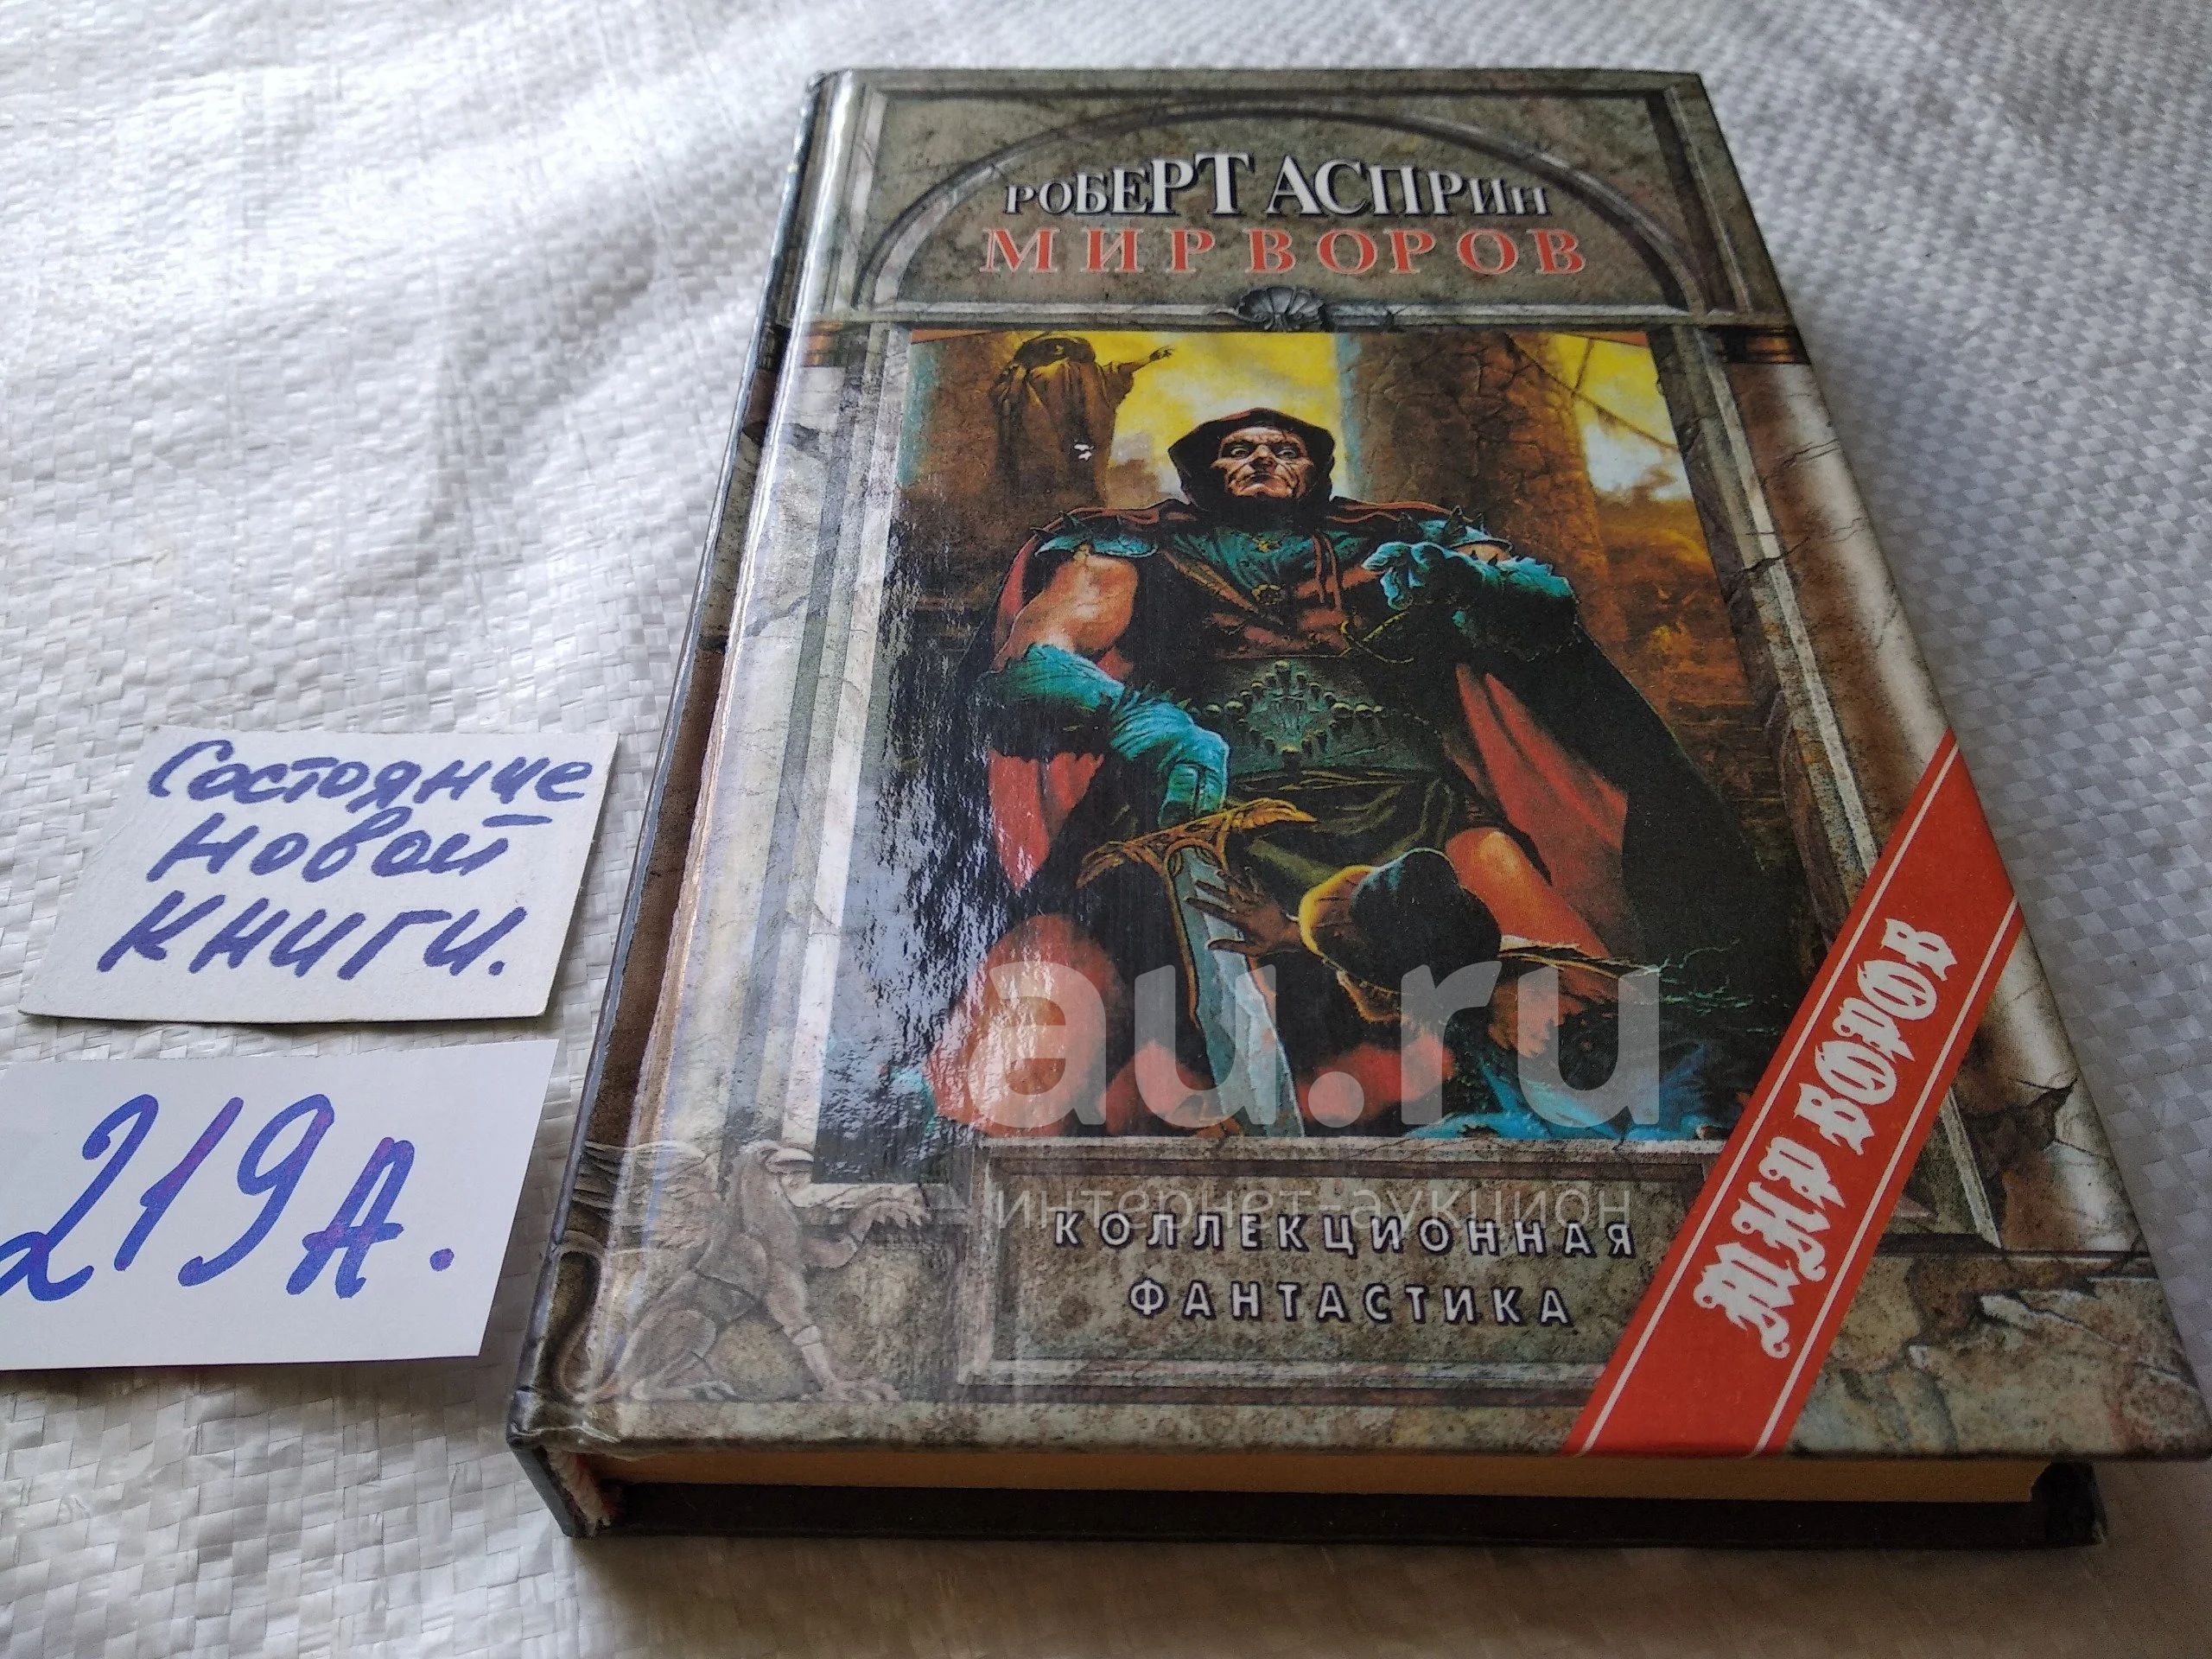 РОБЕРТ АСПРИН
МИР ВОРОВ
Состояние
новой
книги.
219А.
au.ru
интернет-аукцион
КОЛЛЕКЦИОННАЯ
ФАНТАСТИКА
МИР ВОРОВ